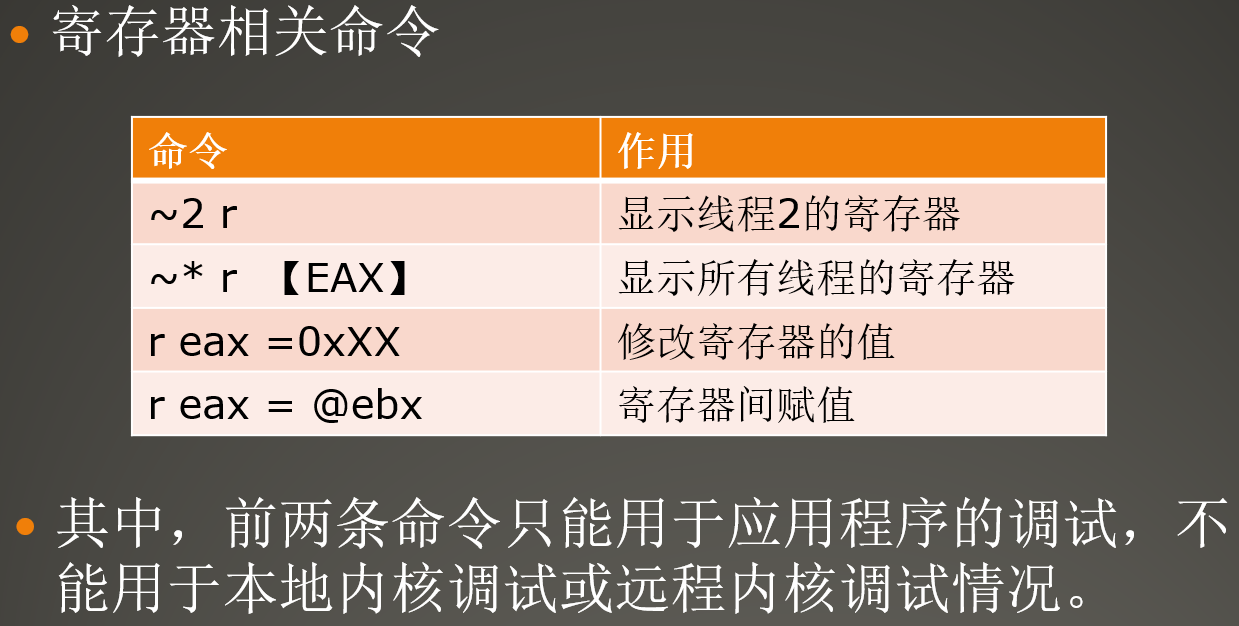 • 寄存器相关命令
命令 作用
~2 r 显示线程2的寄存器
~* r 【EAX】 显示所有线程的寄存器
r eax =0xXX 修改寄存器的值
r eax = @ebx 寄存器间赋值
• 其中，前两条命令只能用于应用程序的调试，不
能用于本地内核调试或远程内核调试情况。